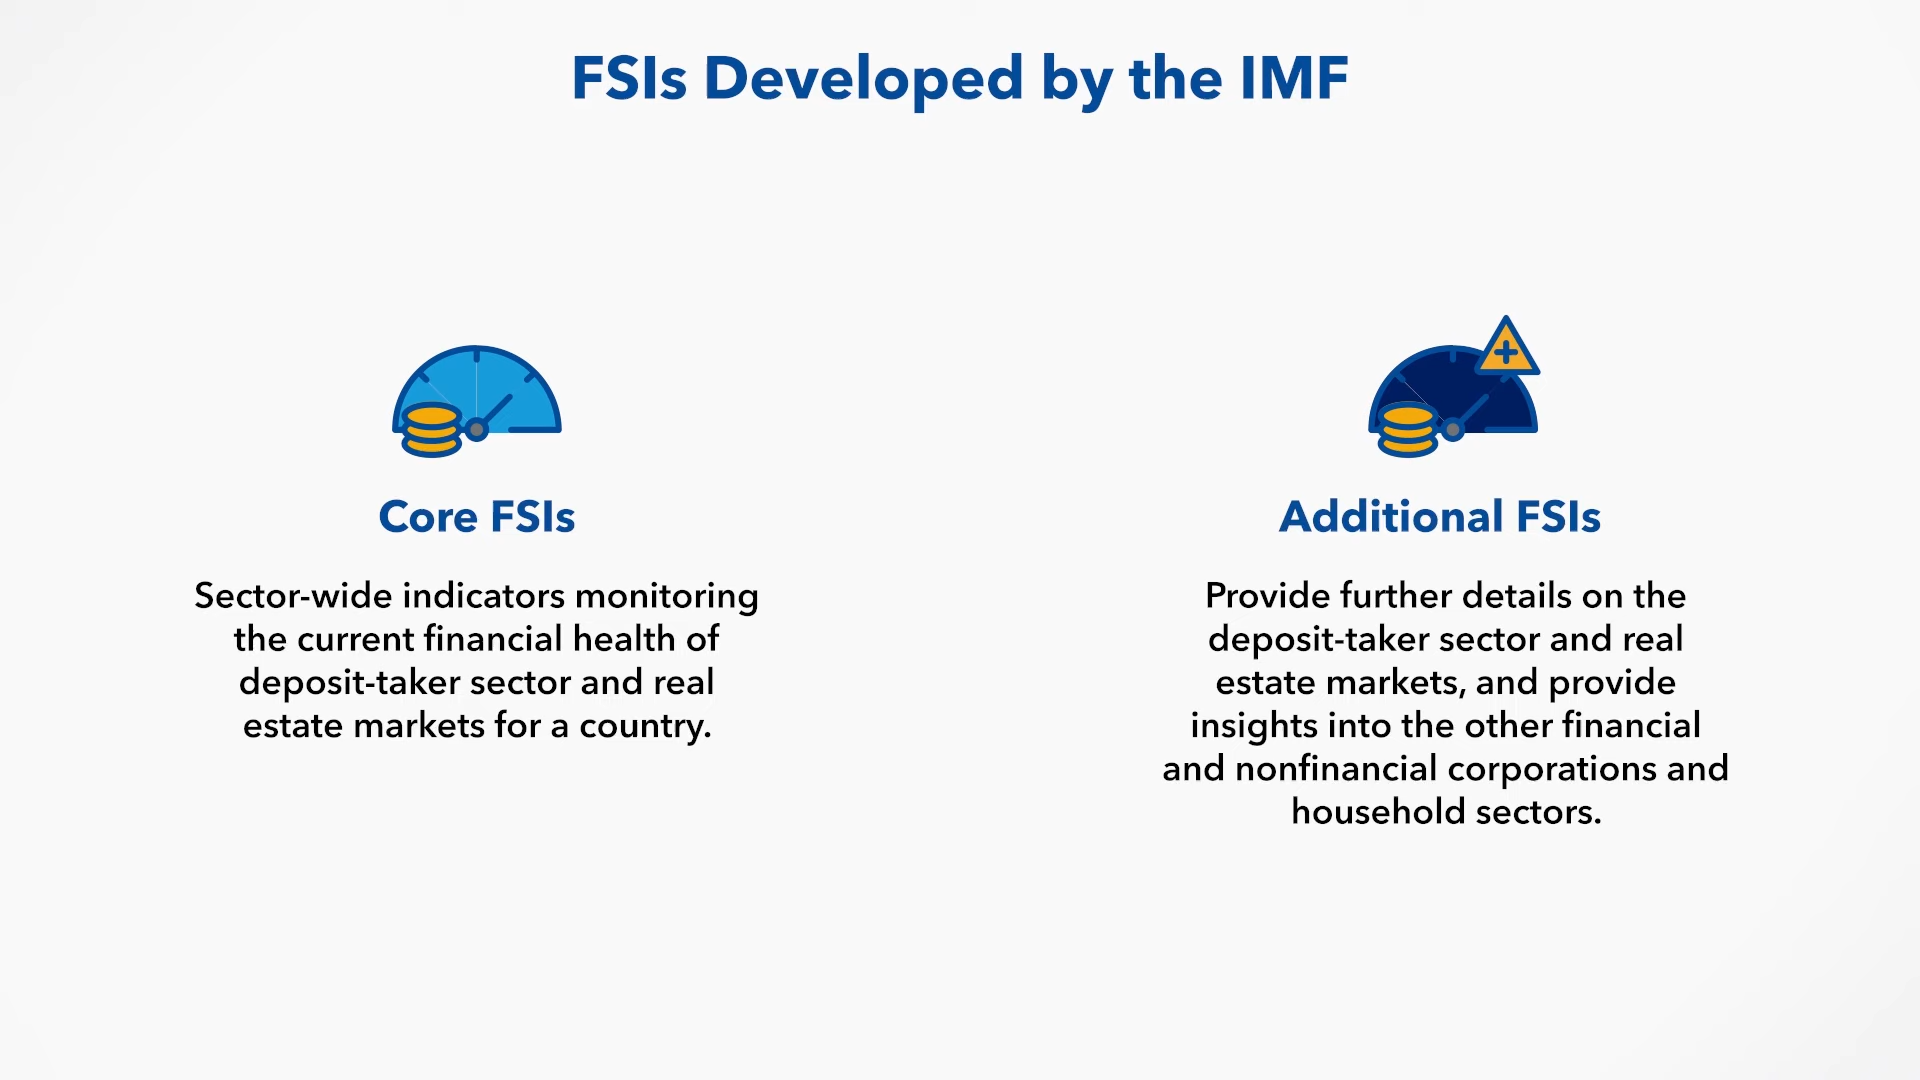 FSIs Developed by the IMF
Core FSIs
Sector-wide indicators monitoring
the current financial health of
deposit-taker sector and real
estate markets for a country.
Additional FSIs
Provide further details on the
deposit-taker sector and real
estate markets, and provide
insights into the other financial
and nonfinancial corporations and
household sectors.